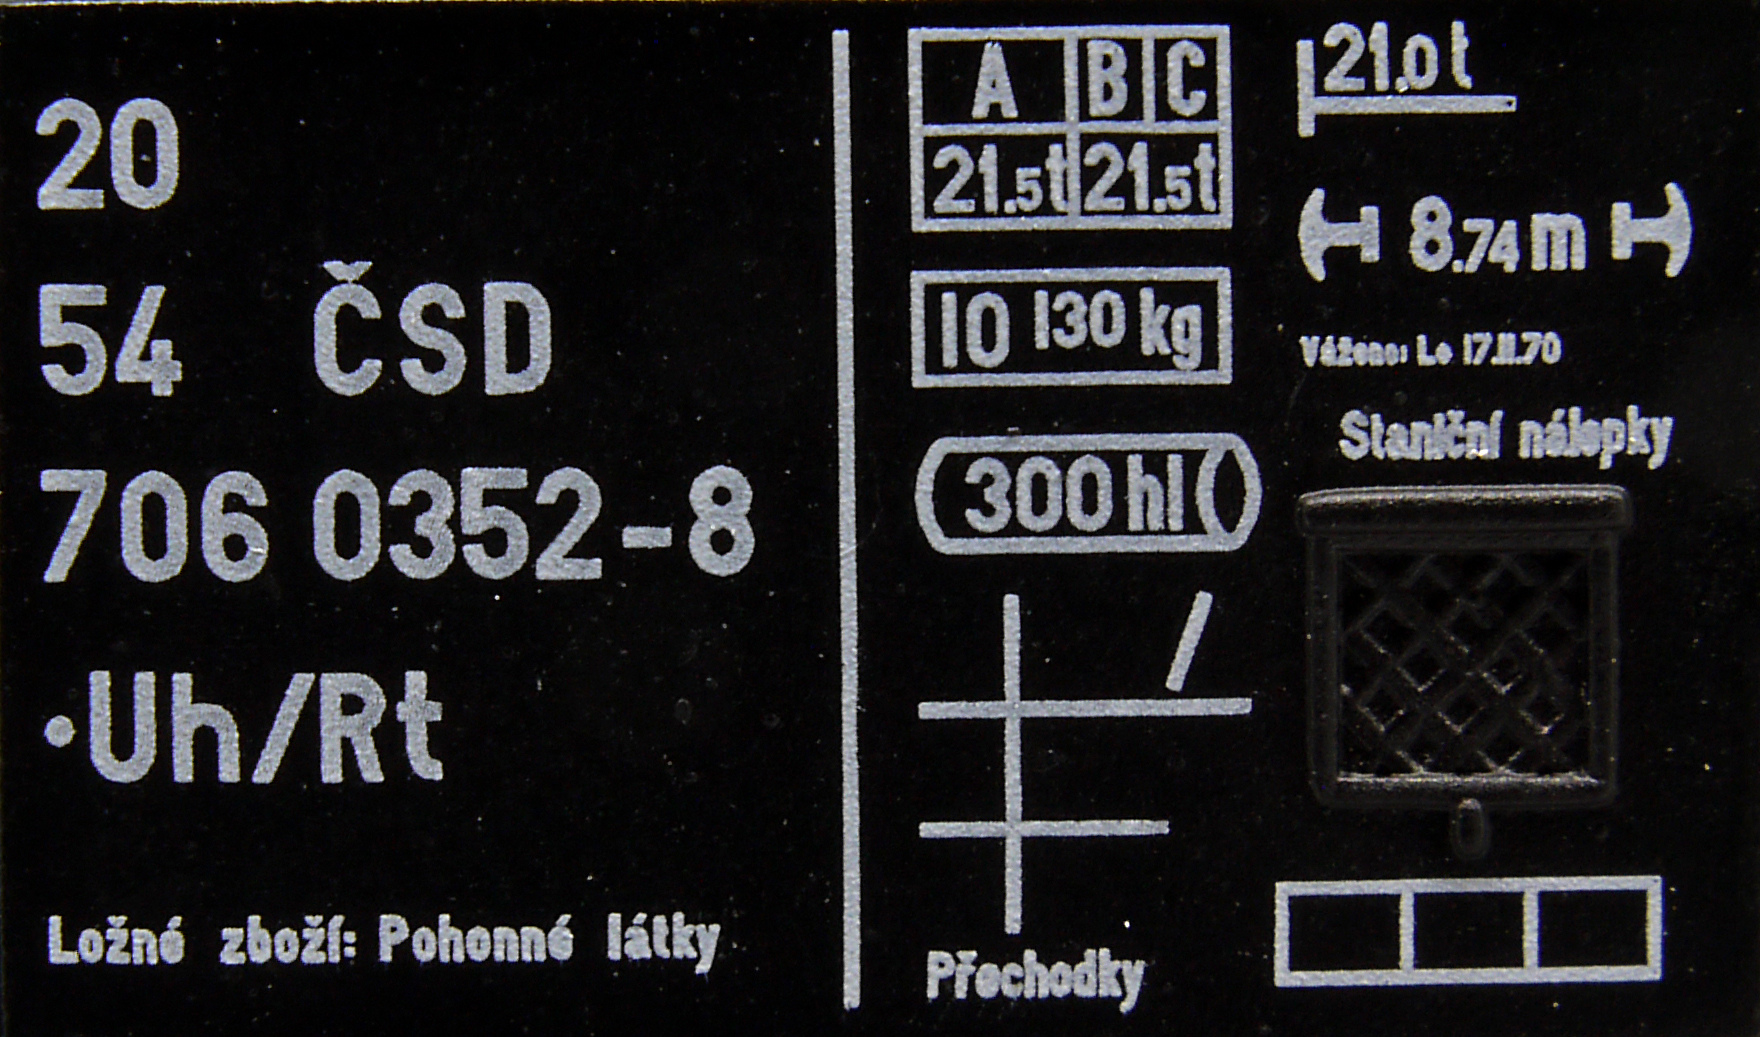 20
54 ČSD
706 0352-8
·Uh/Rt
Ložné zboží: Pohonné látky
A B C
21.5t 21.5t
10 130 kg
300 hl
Přechodky
21.0 t
8.74 m
Váženo: Lo 17.II.70
Staniční nálepky